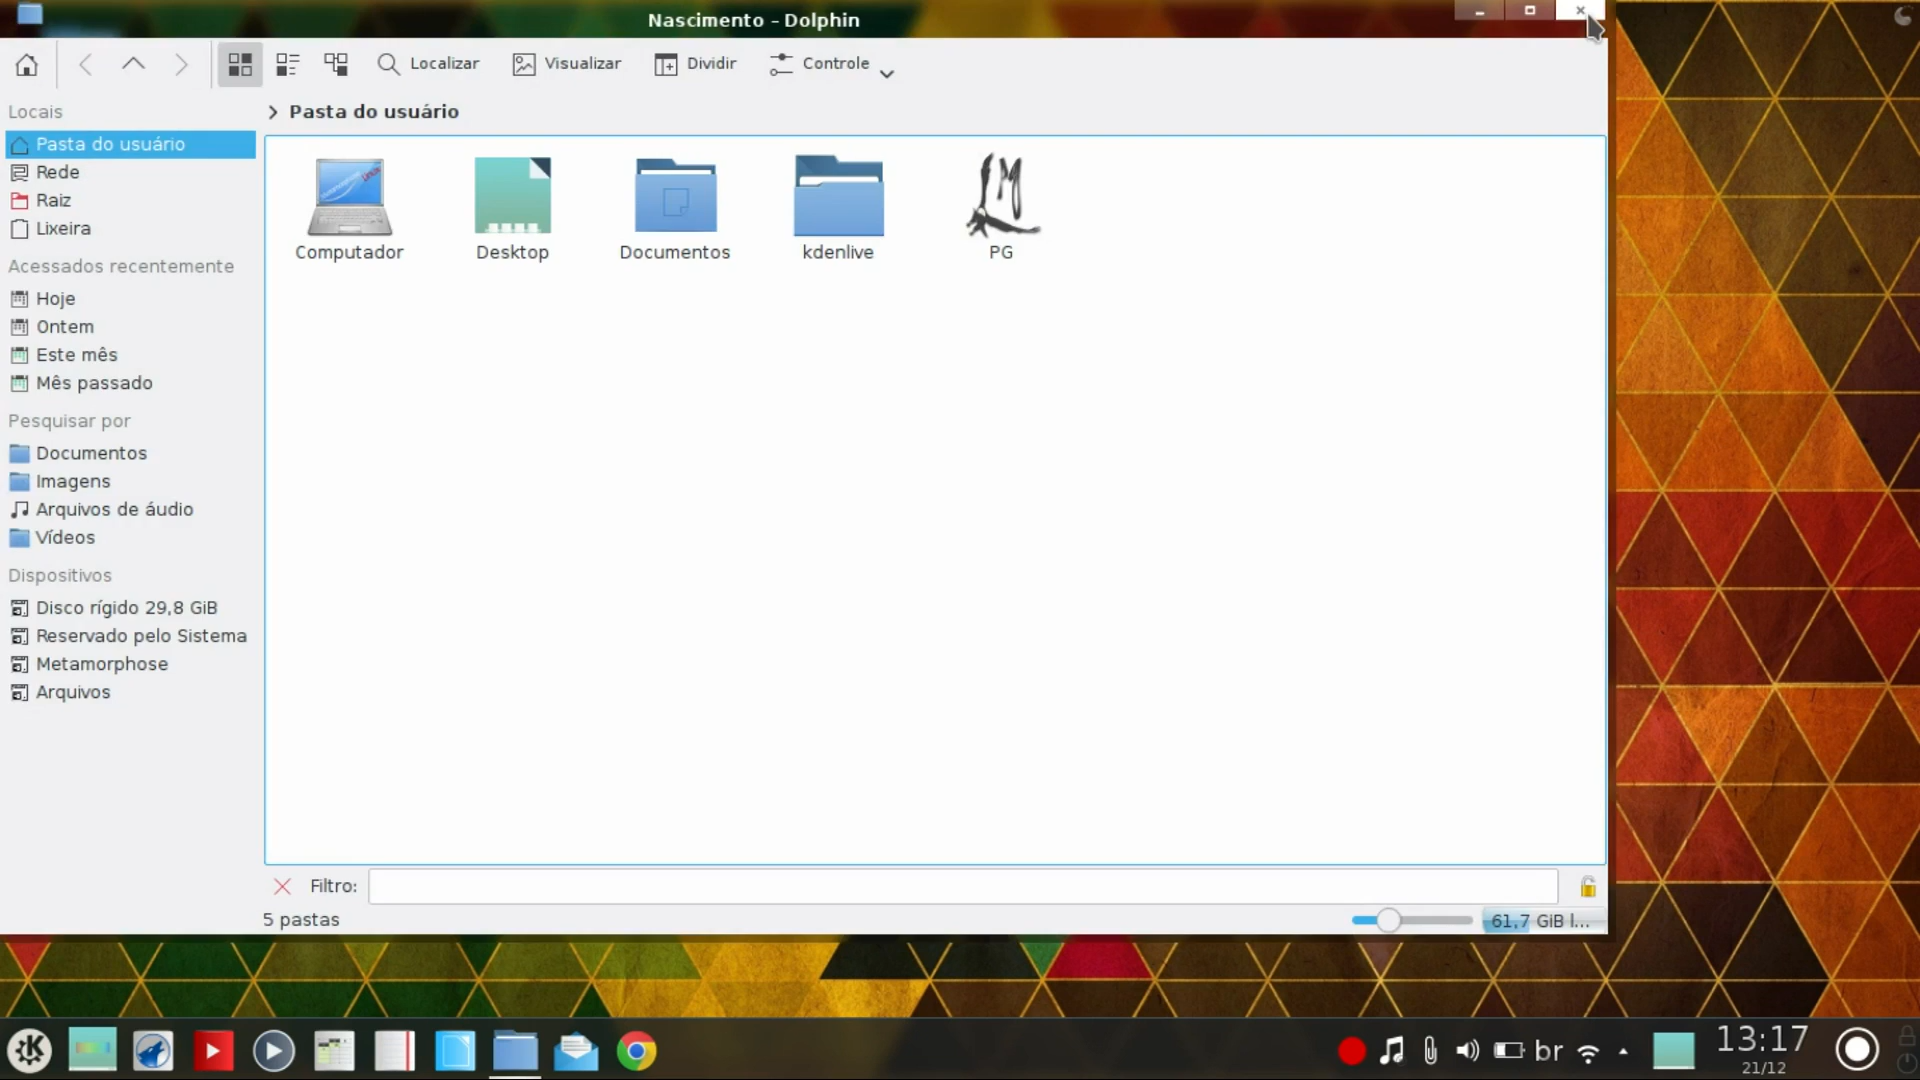 Nascimento - Dolphin
Localizar
Visualizar
Dividir
Controle
Locais
Pasta do usuário
Rede
Raiz
Lixeira
Acessados recentemente
Hoje
Ontem
Este mês
Mês passado
Pesquisar por
Documentos
Imagens
Arquivos de áudio
Vídeos
Dispositivos
Disco rígido 29,8 GiB
Reservado pelo Sistema
Metamorphose
Arquivos
Pasta do usuário
Computador
Desktop
Documentos
kdenlive
PG
Filtro:
5 pastas
61,7 GiB l...
br
13:17
21/12